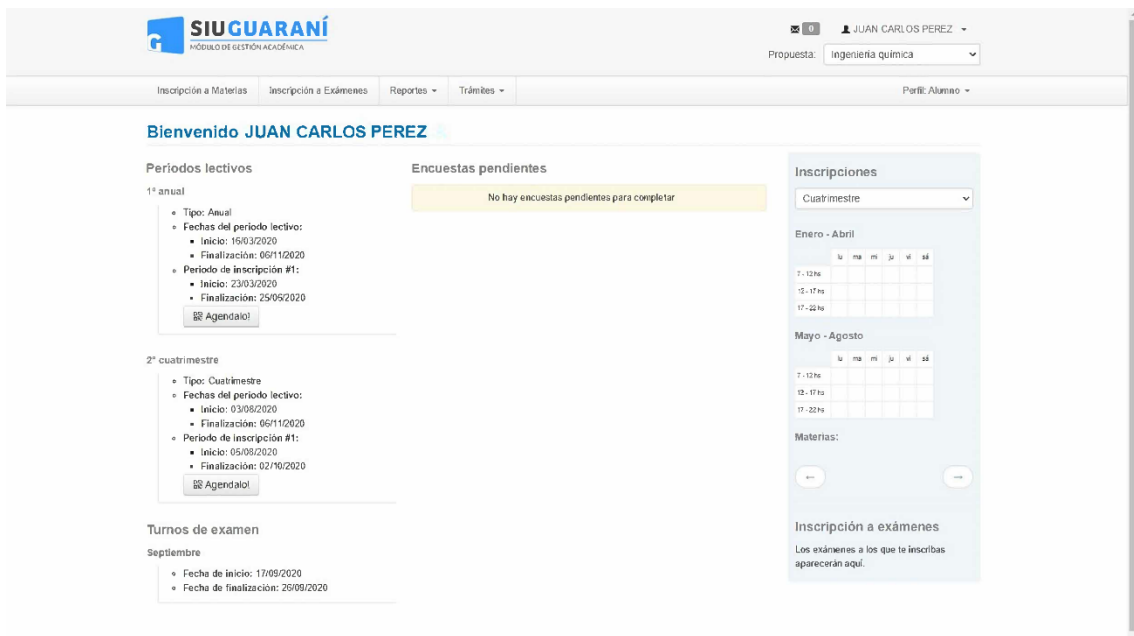 SIUGUARANÍ
MÓDULO DE GESTIÓN ACADÉMICA
0 JUAN CARLOS PEREZ
Propuesta: Ingeniería química
Inscripción a Materias Inscripción a Exámenes Reportes Trámites Perfil: Alumno
Bienvenido JUAN CARLOS PEREZ
Períodos lectivos
1º anual
Tipo: Anual
Fechas del período lectivo:
Inicio: 16/03/2020
Finalización: 06/11/2020
Periodo de inscripción #1:
Inicio: 23/03/2020
Finalización: 25/06/2020
Agendalo!
2º cuatrimestre
Tipo: Cuatrimestre
Fechas del período lectivo:
Inicio: 03/08/2020
Finalización: 06/11/2020
Periodo de inscripción #1:
Inicio: 05/08/2020
Finalización: 02/10/2020
Agendalo!
Turnos de examen
Septiembre
Fecha de inicio: 17/09/2020
Fecha de finalización: 26/09/2020
Encuestas pendientes
No hay encuestas pendientes para completar
Inscripciones
Cuatrimestre
Enero - Abril
lu ma mi ju vi sá
7 - 12 hs
12 - 17 hs
17 - 22 hs
Mayo - Agosto
lu ma mi ju vi sá
7 - 12 hs
12 - 17 hs
17 - 22 hs
Materias:
← →
Inscripción a exámenes
Los exámenes a los que te inscribas
aparecerán aquí.